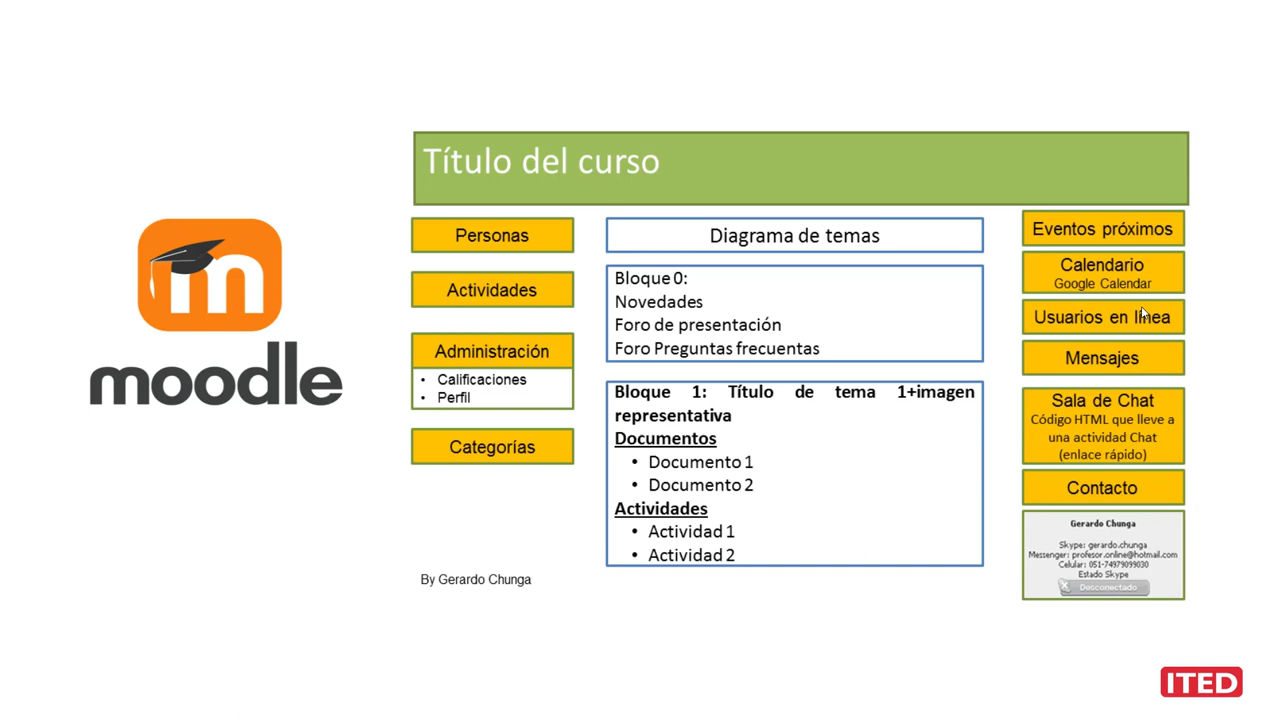 moodle
Título del curso
Personas
Actividades
Administración
• Calificaciones
• Perfil
Categorías
By Gerardo Chunga
Diagrama de temas
Bloque 0:
Novedades
Foro de presentación
Foro Preguntas frecuentas
Bloque 1: Título de tema 1+imagen
representativa
Documentos
• Documento 1
• Documento 2
Actividades
• Actividad 1
• Actividad 2
Eventos próximos
Calendario
Google Calendar
Usuarios en línea
Mensajes
Sala de Chat
Código HTML que lleve a
una actividad Chat
(enlace rápido)
Contacto
Gerardo Chunga
Skype: gerardo.chunga
Messenger: profesor.online@hotmail.com
Celular: 051-74979099030
Estado Skype
Desconectado
ITED